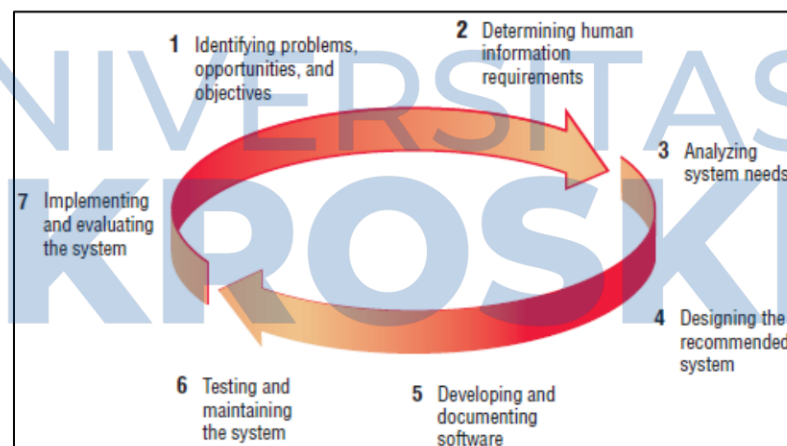 1 Identifying problems,
opportunities, and
objectives
2 Determining human
information
requirements
3 Analyzing
system needs
4 Designing the
recommended
system
5 Developing and
documenting
software
6 Testing and
maintaining
the system
7 Implementing
and evaluating
the system
NIVERSITAS
KROSKI